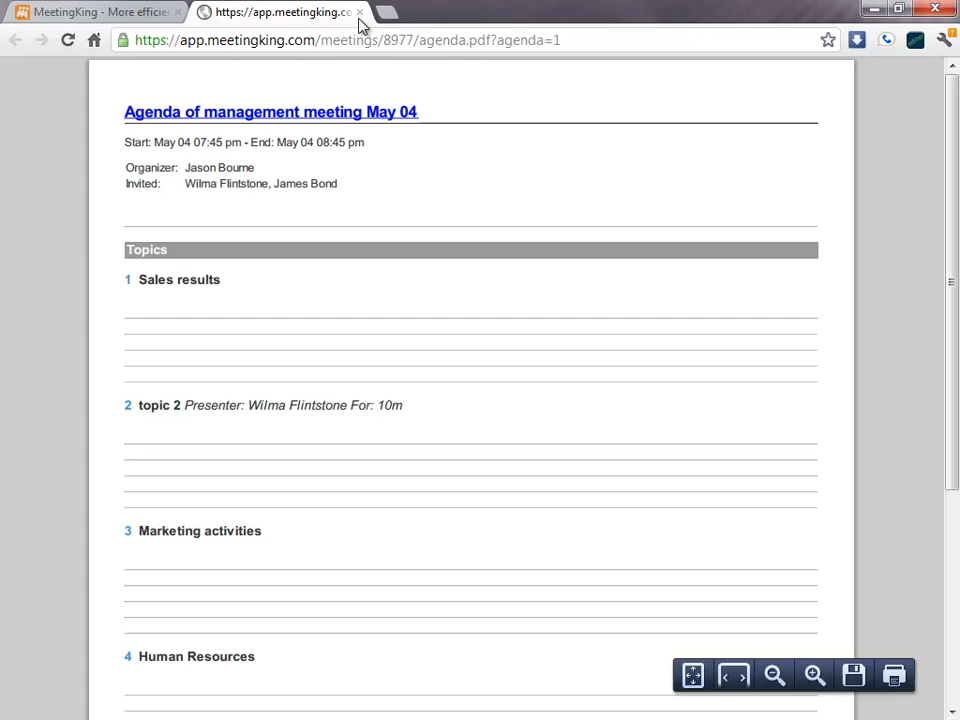 MeetingKing - More efficie
https://app.meetingking.co
https://app.meetingking.com/meetings/8977/agenda.pdf?agenda=1
Agenda of management meeting May 04
Start: May 04 07:45 pm - End: May 04 08:45 pm
Organizer: Jason Bourne
Invited: Wilma Flintstone, James Bond
Topics
1 Sales results
2 topic 2 Presenter: Wilma Flintstone For: 10m
3 Marketing activities
4 Human Resources